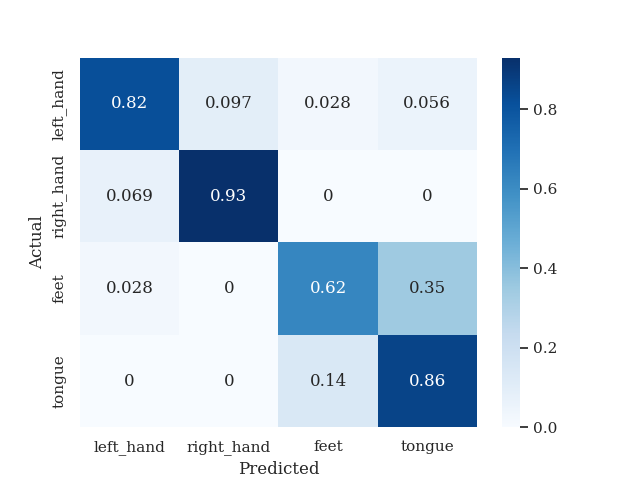 left_hand 0.82 0.097 0.028 0.056
right_hand 0.069 0.93 0 0
feet 0.028 0 0.62 0.35
tongue 0 0 0.14 0.86
left_hand right_hand feet tongue
Predicted
Actual
0.8
0.6
0.4
0.2
0.0